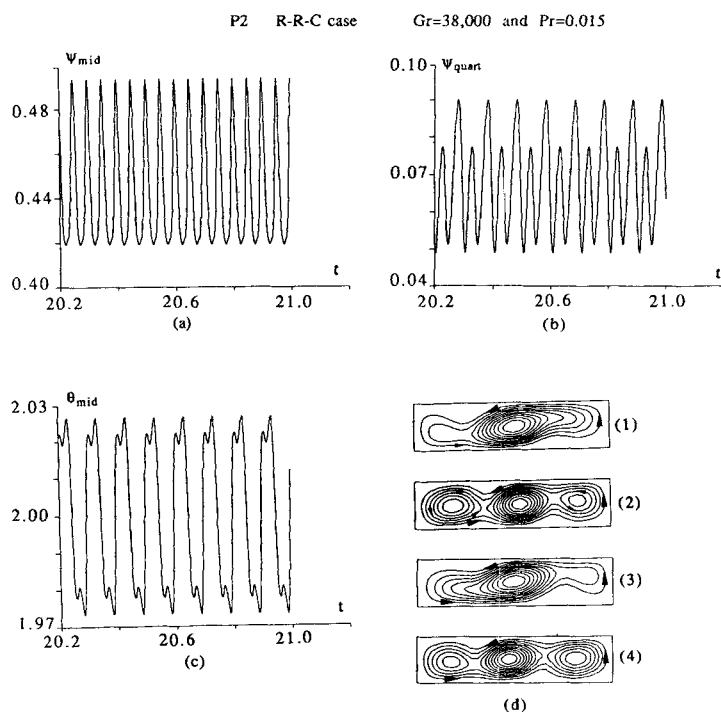 P2 R-R-C case Gr=38,000 and Pr=0.015
Ψmid
0.48
0.44
0.40
20.2 20.6 21.0
t
(a)
Ψquart
0.10
0.07
0.04
20.2 20.6 21.0
t
(b)
θmid
2.03
2.00
1.97
20.2 20.6 21.0
t
(c)
(1)
(2)
(3)
(4)
(d)